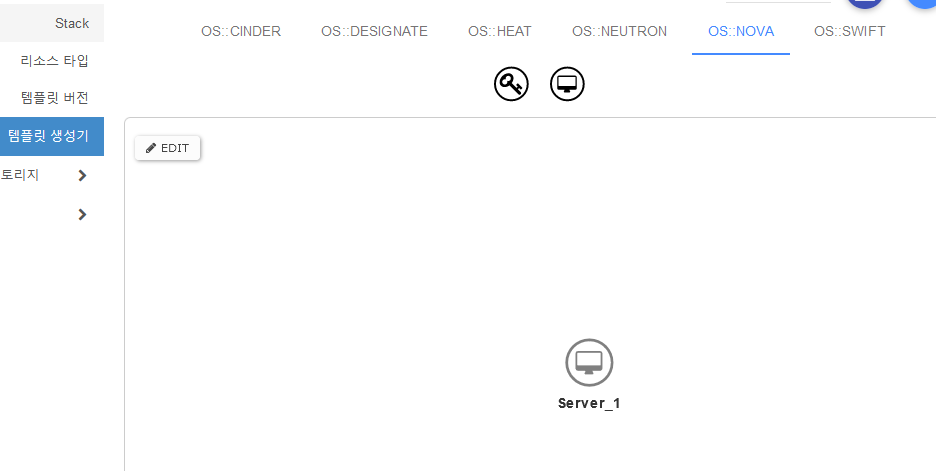 Stack
리소스 타입
템플릿 버전
템플릿 생성기
토리지
OS::CINDER OS::DESIGNATE OS::HEAT OS::NEUTRON OS::NOVA OS::SWIFT
EDIT
Server_1